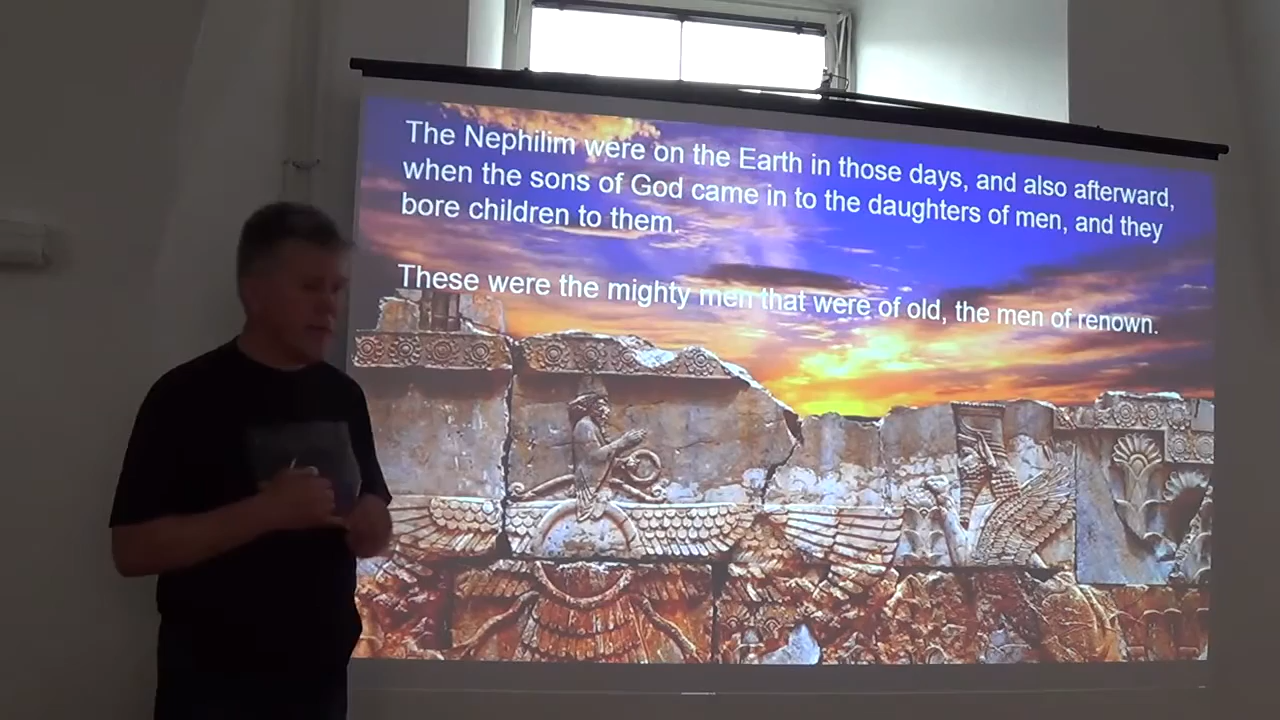 The Nephilim were on the Earth in those days, and also afterward,
when the sons of God came in to the daughters of men, and they
bore children to them.
These were the mighty men that were of old, the men of renown.